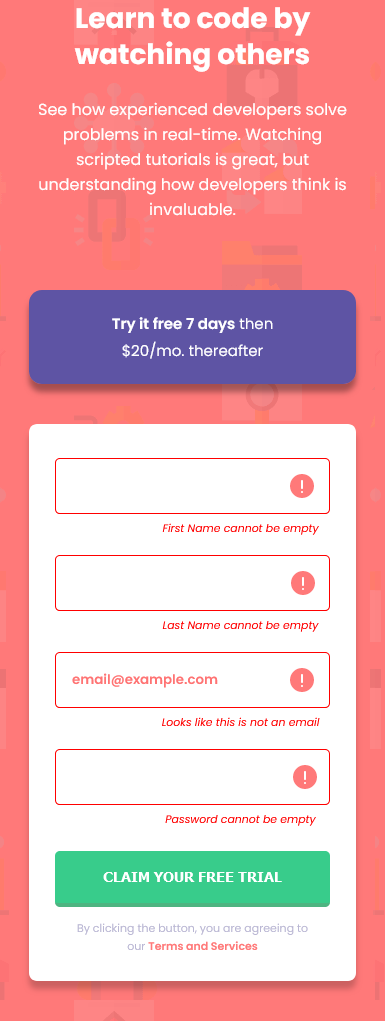 Learn to code by
watching others
See how experienced developers solve
problems in real-time. Watching
scripted tutorials is great, but
understanding how developers think is
invaluable.
Try it free 7 days then
$20/mo. thereafter
First Name cannot be empty
Last Name cannot be empty
email@example.com
Looks like this is not an email
Password cannot be empty
CLAIM YOUR FREE TRIAL
By clicking the button, you are agreeing to
our Terms and Services